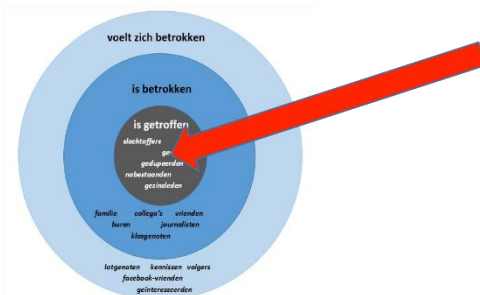 voelt zich betrokken
is betrokken
is getroffen
slachtoffers
gedupeerden
nabestaanden
gezinsleden
familie collega's vrienden
buren journalisten
klasgenoten
lotgenoten kennissen volgers
facebook-vrienden
geïnteresseerden